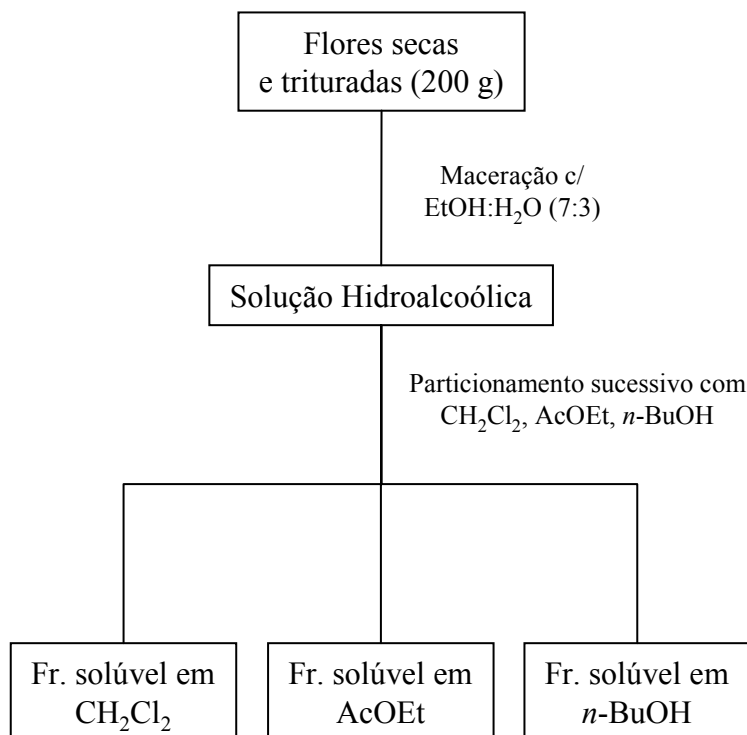 Flores secas
e trituradas (200 g)
Maceração c/
EtOH:H₂O (7:3)
Solução Hidroalcoólica
Particionamento sucessivo com
CH₂Cl₂, AcOEt, n-BuOH
Fr. solúvel em
CH₂Cl₂
Fr. solúvel em
AcOEt
Fr. solúvel em
n-BuOH